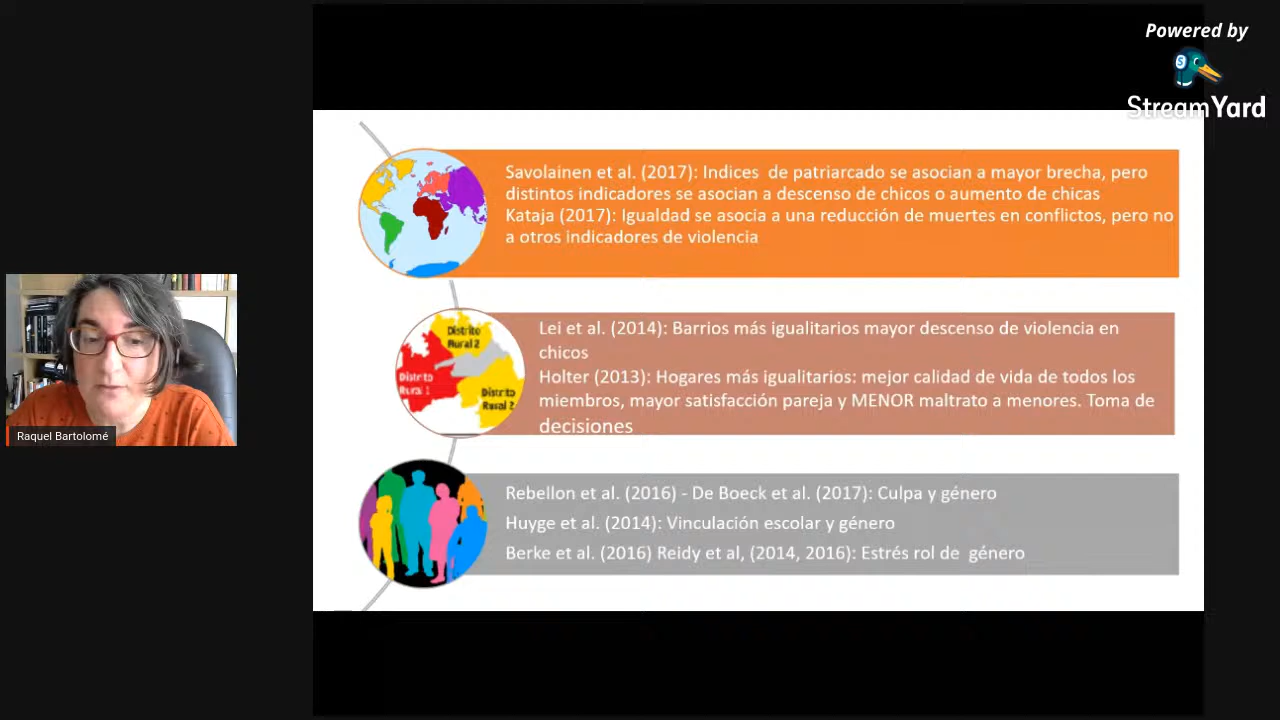 Powered by
StreamYard
Savolainen et al. (2017): Indices de patriarcado se asocian a mayor brecha, pero
distintos indicadores se asocian a descenso de chicos o aumento de chicas
Kataja (2017): Igualdad se asocia a una reducción de muertes en conflictos, pero no
a otros indicadores de violencia
Distrito
Rural 2
Distrito
Rural 1
Distrito
Rural 2
Lei et al. (2014): Barrios más igualitarios mayor descenso de violencia en
chicos
Holter (2013): Hogares más igualitarios: mejor calidad de vida de todos los
miembros, mayor satisfacción pareja y MENOR maltrato a menores. Toma de
decisiones
Raquel Bartolomé
Rebellon et al. (2016) - De Boeck et al. (2017): Culpa y género
Huyge et al. (2014): Vinculación escolar y género
Berke et al. (2016) Reidy et al, (2014, 2016): Estrés rol de género